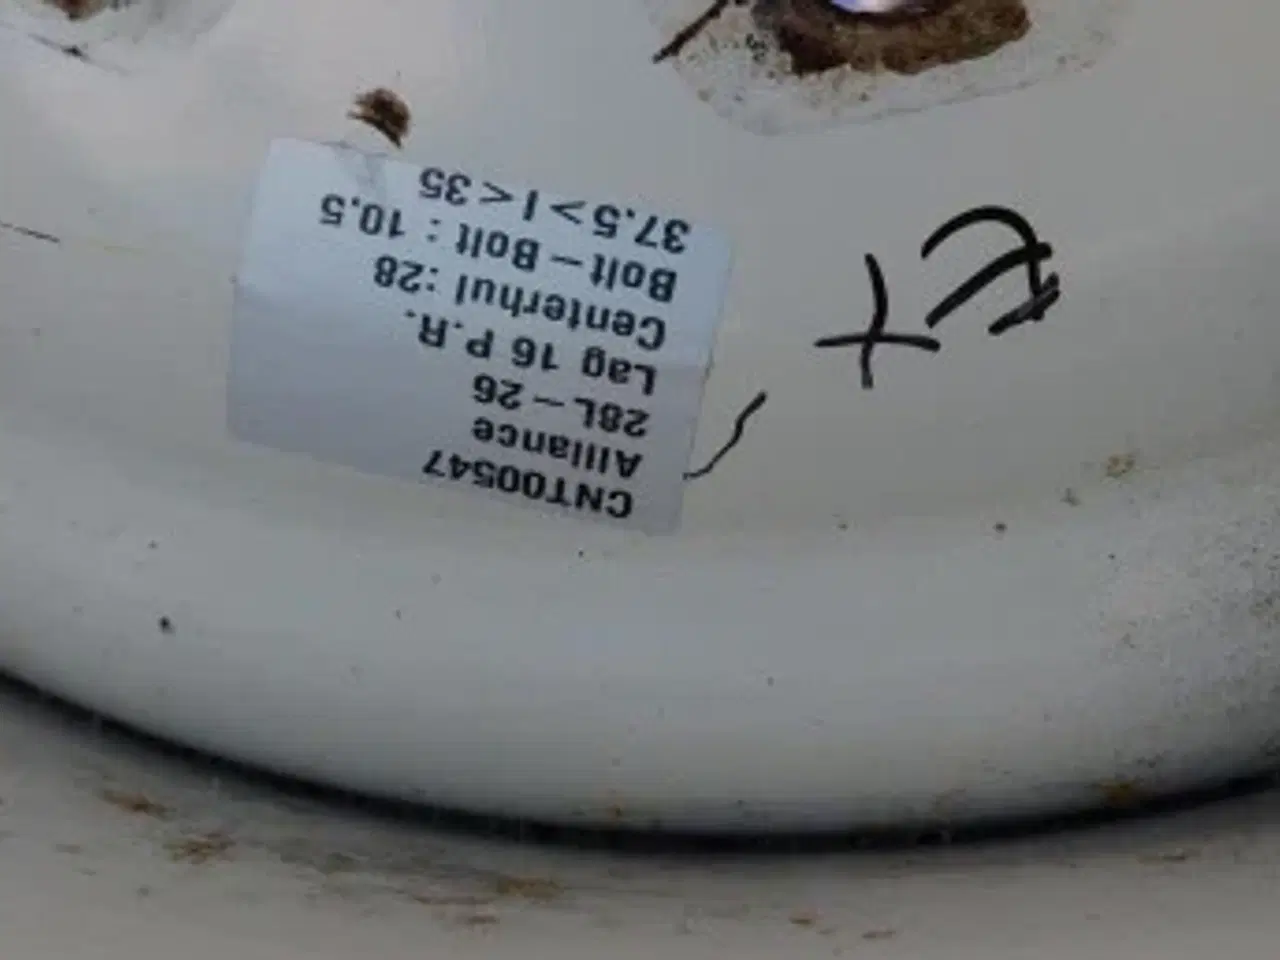 CNT00547
Alliance
28L - 26
Lag 16 P.R.
Centerhul :28
Bolt - Bolt : 10,5
37.5 > I < 35